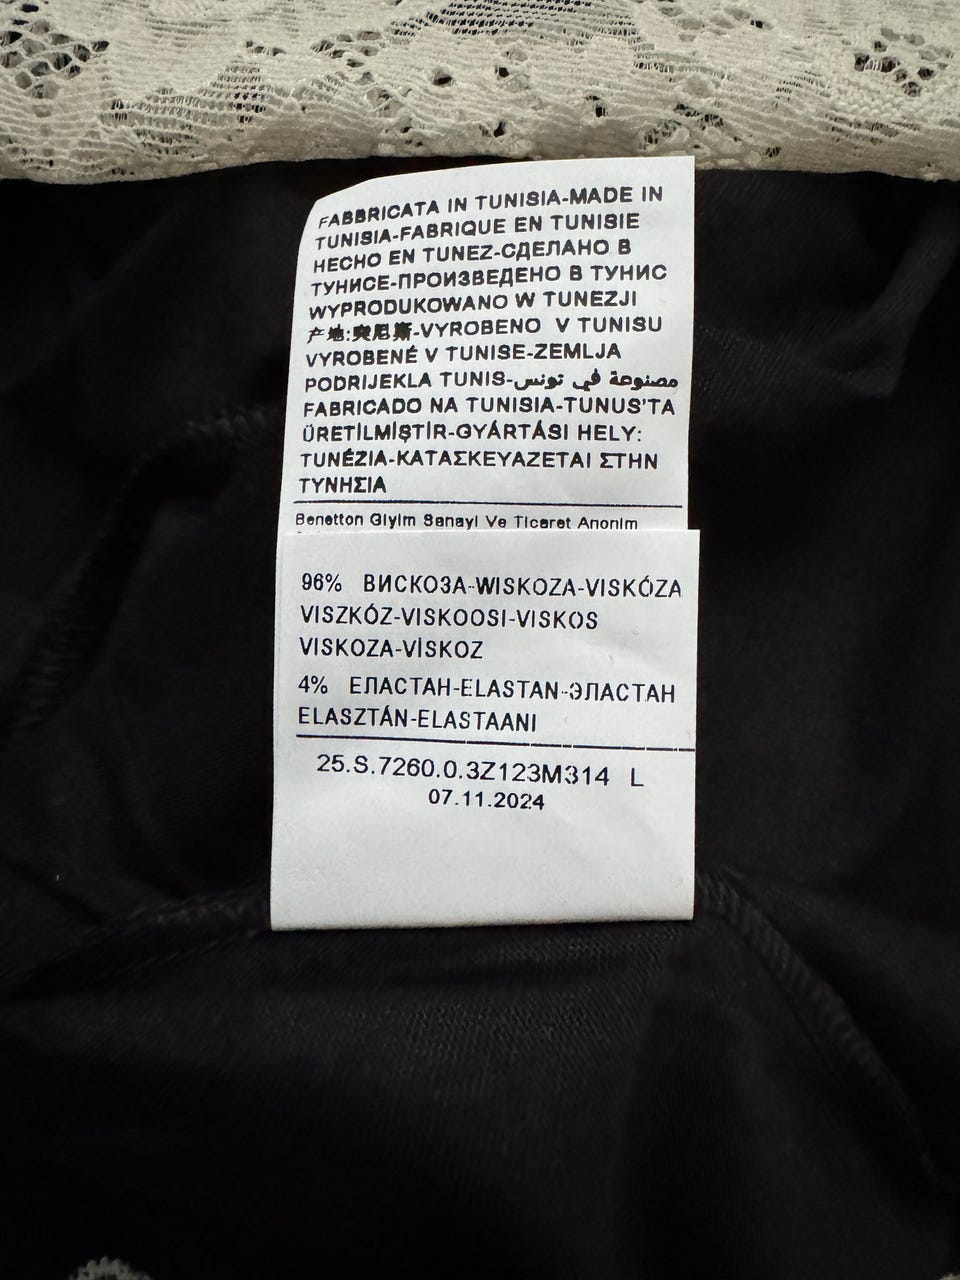 FABBRICATA IN TUNISIA-MADE IN
TUNISIA-FABRIQUE EN TUNISIE
HECHO EN TUNEZ-СДЕЛАНО В
ТУНИСЕ-ПРОИЗВЕДЕНО В ТУНИС
WYPRODUKOWANO W TUNEZJI
产地:突尼斯-VYROBENO V TUNISU
VYROBENÉ V TUNISE-ZEMLJA
PODRIJEKLA TUNIS-مصنوعة في تونس
FABRICADO NA TUNISIA-TUNUS'TA
ÜRETİLMİŞTİR-GYÁRTÁSI HELY:
TUNÉZIA-ΚΑΤΑΣΚΕΥΑΖΕΤΑΙ ΣΤΗΝ
ΤΥΝΗΣΙΑ
Benetton Giyim Sanayi Ve Ticaret Anonim
96% ВИСКОЗА-WISKOZA-VISKÓZA
VISZKÓZ-VISKOOSI-VISKOS
VISKOZA-VİSKOZ
4% ЕЛАСТАН-ELASTAN-ЭЛАСТАН
ELASZTÁN-ELASTAANI
25.S.7260.0.3Z123M314 L
07.11.2024